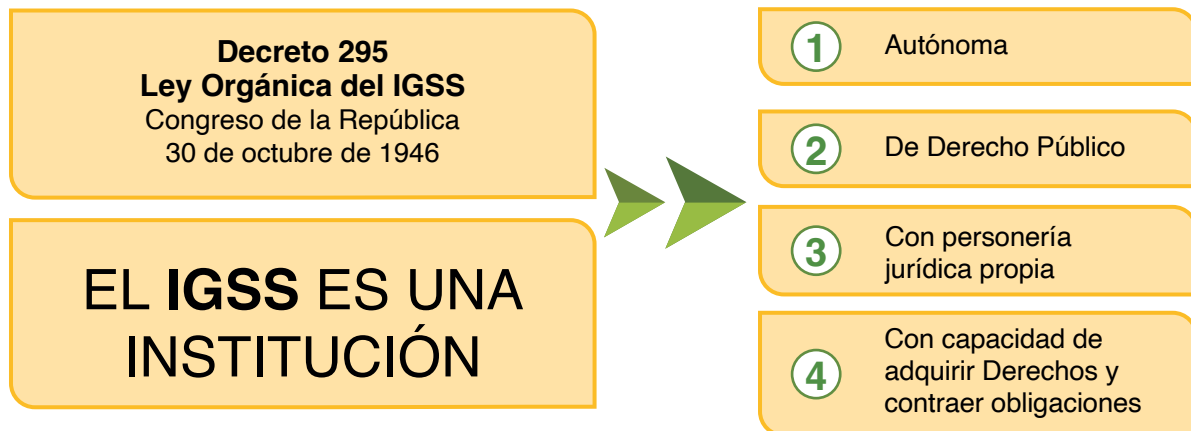 Decreto 295
Ley Orgánica del IGSS
Congreso de la República
30 de octubre de 1946
EL IGSS ES UNA
INSTITUCIÓN
1 Autónoma
2 De Derecho Público
3 Con personería
jurídica propia
4 Con capacidad de
adquirir Derechos y
contraer obligaciones